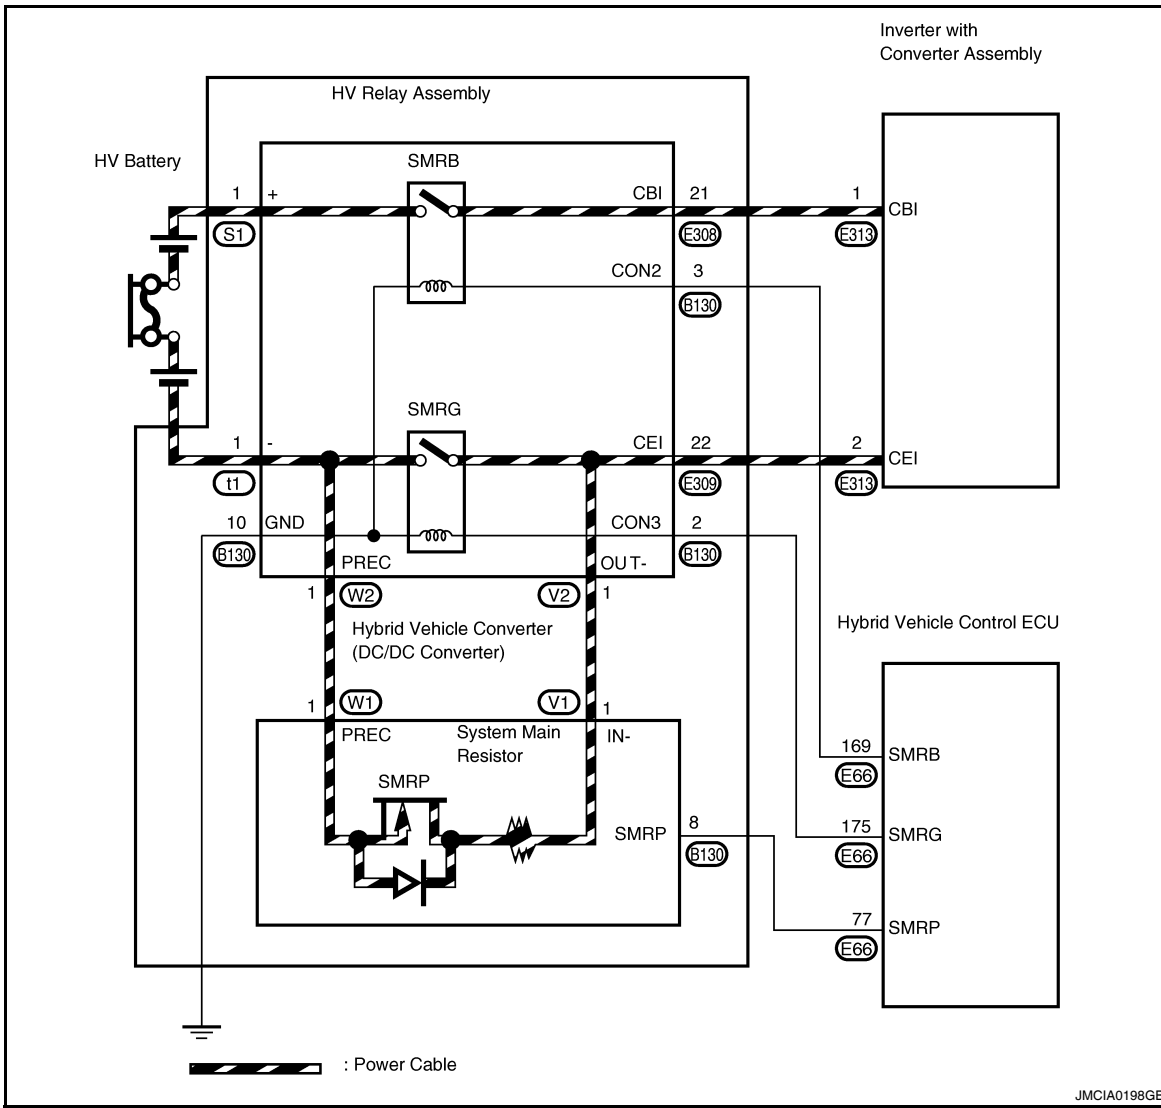 Inverter with
Converter Assembly
HV Relay Assembly
HV Battery
SMRB
1 + CBI 21 1 CBI
S1 E308 E313
CON2 3
B130
SMRG
1 - CEI 22 2 CEI
t1 E309 E313
10 GND CON3 2
B130 PREC OUT- B130
1 W2 V2 1
Hybrid Vehicle Converter
(DC/DC Converter)
Hybrid Vehicle Control ECU
1 W1 V1 1
PREC System Main IN-
Resistor
169 SMRB
E66
SMRP
SMRP 8 175 SMRG
B130 E66
77 SMRP
E66
: Power Cable
JMCIA0198GB